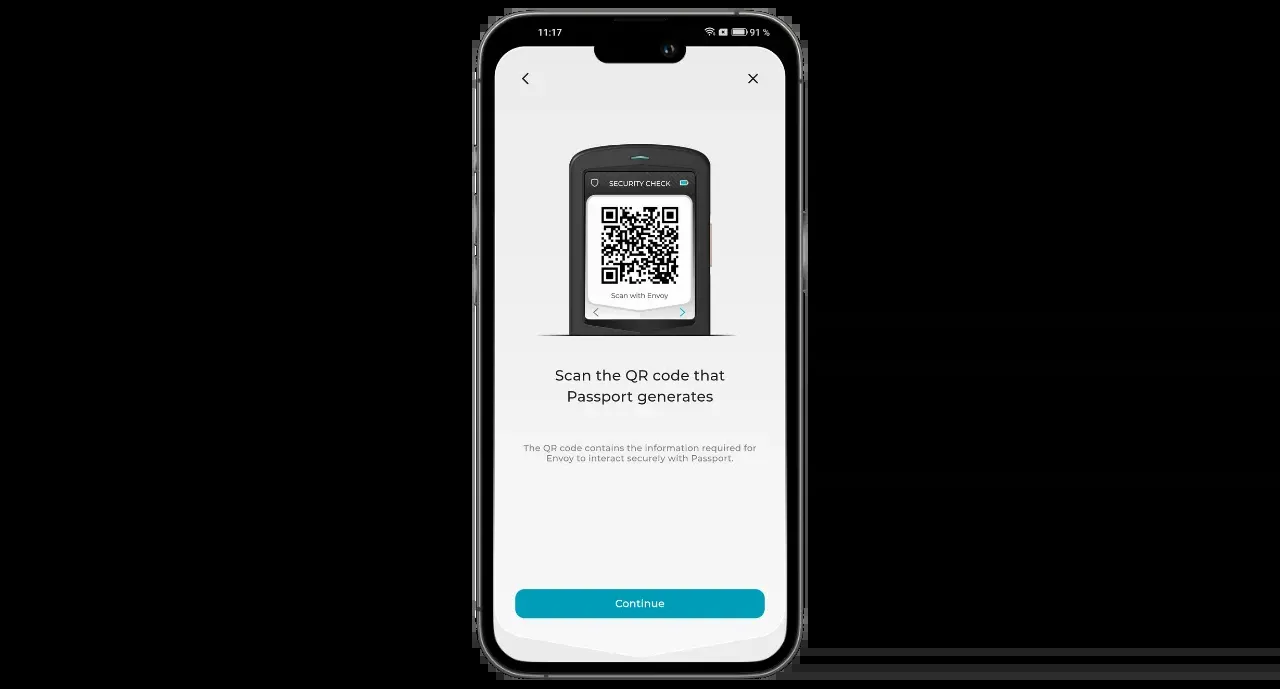 11:17
91 %
SECURITY CHECK
Scan with Envoy
Scan the QR code that
Passport generates
The QR code contains the information required for
Envoy to interact securely with Passport.
Continue